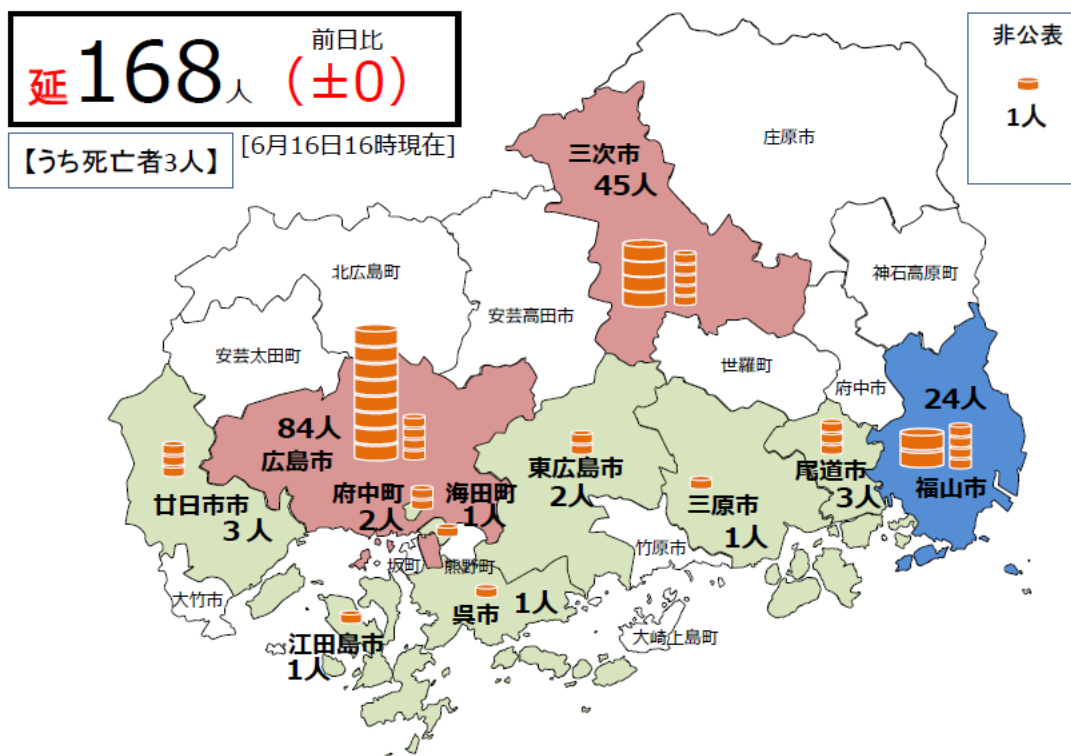 前日比
延168人
（±0）
【うち死亡者3人】
[6月16日16時現在]
非公表
1人
庄原市
三次市
45人
神石高原町
北広島町
安芸高田市
安芸太田町
世羅町
府中市
24人
福山市
84人
広島市
府中町
2人
海田町
1人
東広島市
2人
尾道市
3人
三原市
1人
廿日市市
3人
竹原市
坂町
熊野町
大竹市
呉市
1人
大崎上島町
江田島市
1人